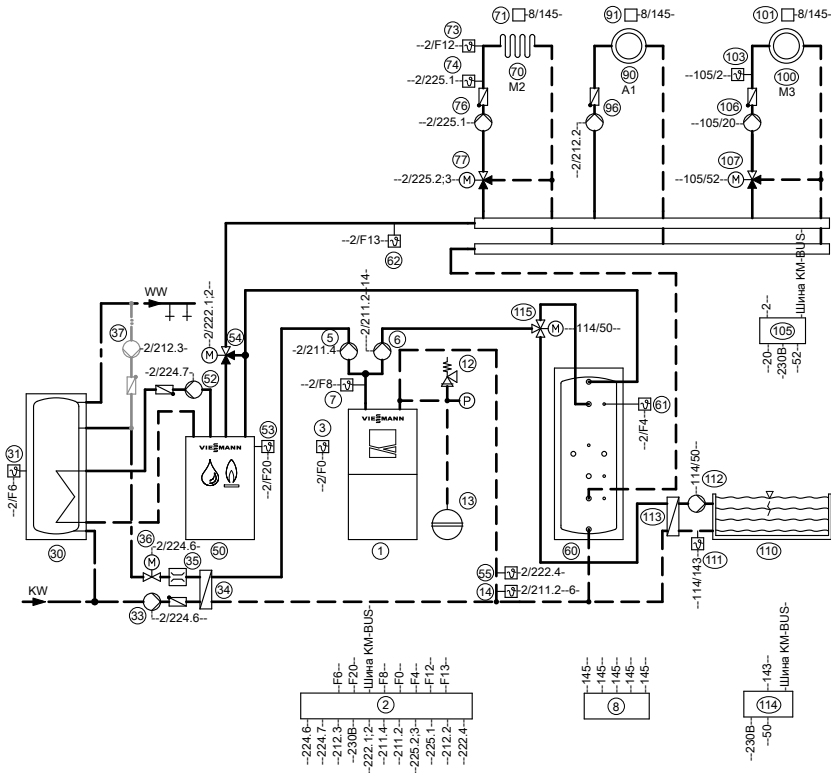 71 8/145- 91 8/145- 101 8/145-
73
--2/F12--
74
--2/225.1--
70
M2
90
A1
103
--105/2--
100
M3
76
--2/225.1--
96
--2/212.2--
106
--105/20--
77
--2/225.2;3-- M
107
--105/52-- M
--2/F13--
62
WW
37
--2/212.3-
--2/222.1;2--
54
M
-2/224.7-
52
5
-2/211.4-
--2/211.2--14-
6
115
M --114/50--
--2/F8--
7
12
P
31
--2/F6--
30
VIESMANN
50
53
--2/F20--
3
--2/F0--
VIESMANN
1
13
61
--2/F4--
60
--2--
Шина KM-BUS-
105
--20--
-230В--
--52--
--114/50--
112
113
110
111
--114/143--
36
M
-2/224.6-
35
34
KW
33
--2/224.6--
55
-2/222.4-
14
-2/211.2--6-
--F6--
--F20--
--Шина KM-BUS-
--F8--
--F0--
--F4--
--F12--
--F13--
2
--224.6--
--224.7--
--212.3--
--230В--
--222.1;2--
--211.4--
--211.2--
--225.2;3--
--225.1--
--212.2--
--222.4--
--145--
--145--
--145--
--145--
--145--
8
--143--
Шина KM-BUS-
114
--230В--
--50--